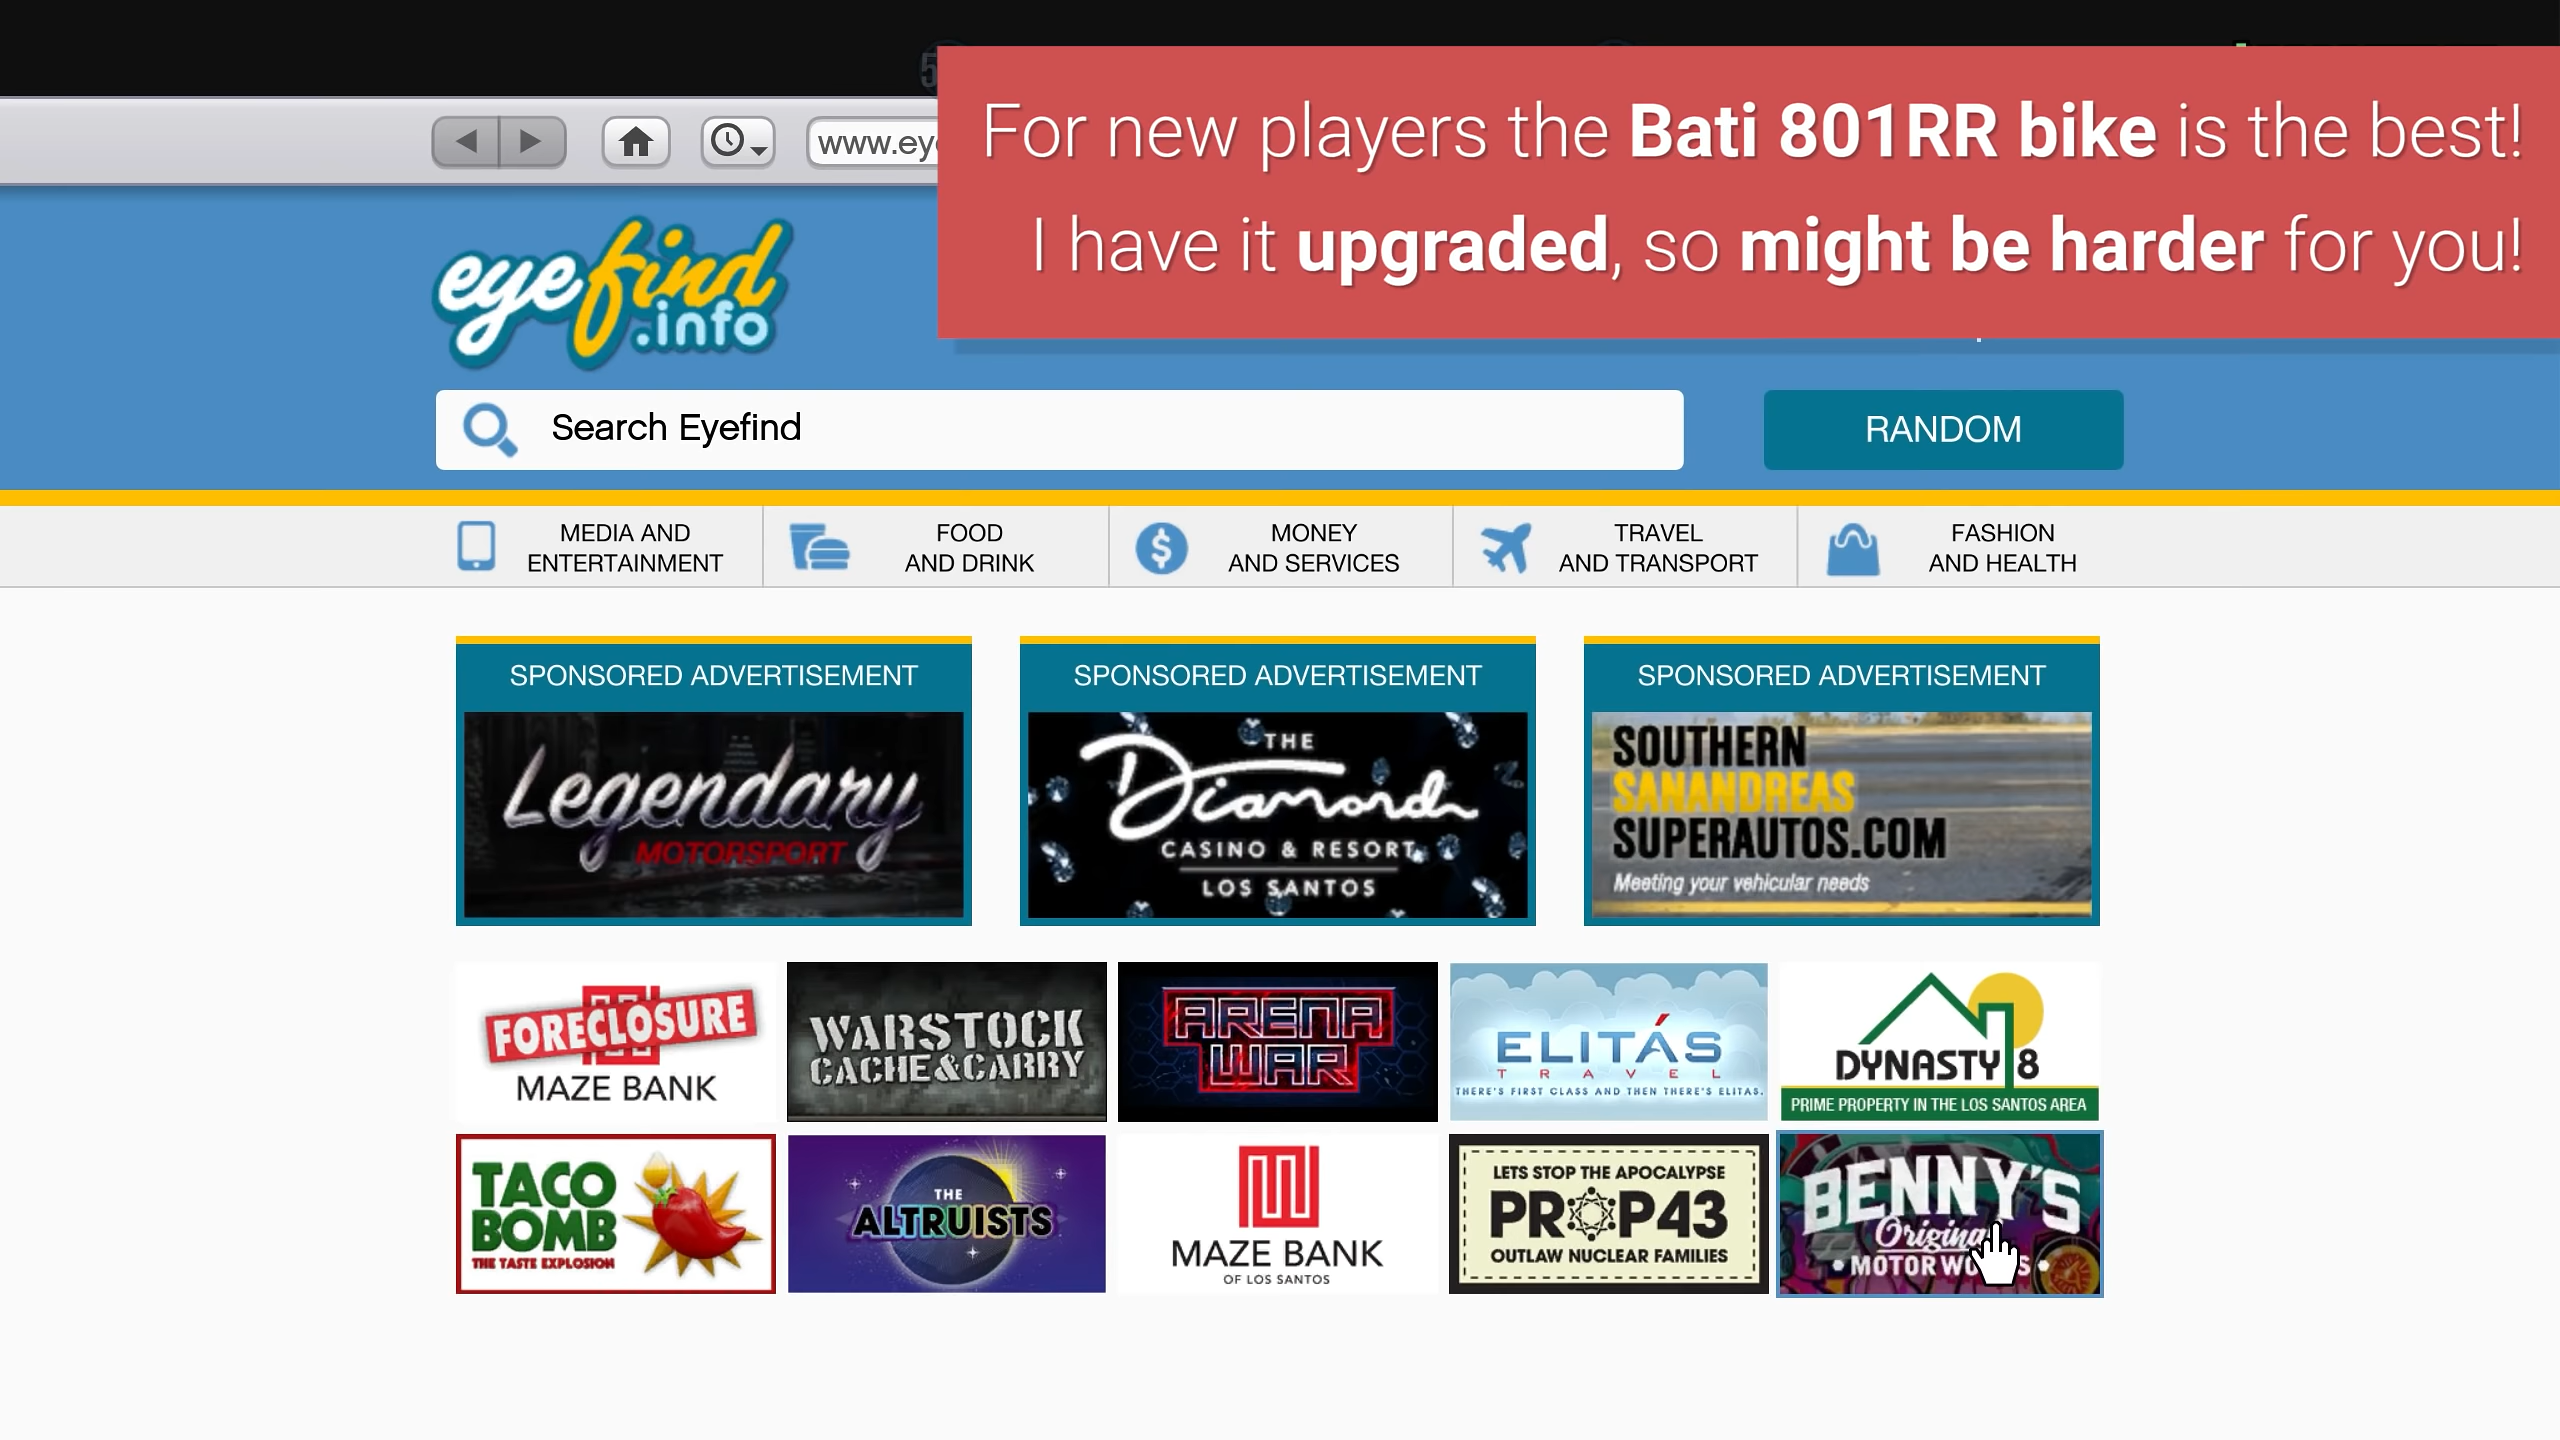 For new players the Bati 801RR bike is the best!
I have it upgraded, so might be harder for you!
www.eye
eyefind
.info
Search Eyefind
RANDOM
MEDIA AND
ENTERTAINMENT
FOOD
AND DRINK
MONEY
AND SERVICES
TRAVEL
AND TRANSPORT
FASHION
AND HEALTH
SPONSORED ADVERTISEMENT
Legendary
MOTORSPORT
SPONSORED ADVERTISEMENT
THE
Diamond
CASINO & RESORT
LOS SANTOS
SPONSORED ADVERTISEMENT
SOUTHERN
SANANDREAS
SUPERAUTOS.COM
Meeting your vehicular needs
FORECLOSURE
MAZE BANK
WARSTOCK
CACHE & CARRY
ARENA
WAR
ELITÁS
TRAVEL
THERE'S FIRST CLASS AND THEN THERE'S ELITAS.
DYNASTY 8
PRIME PROPERTY IN THE LOS SANTOS AREA
TACO
BOMB
THE TASTE EXPLOSION
THE
ALTRUISTS
MAZE BANK
OF LOS SANTOS
LETS STOP THE APOCALYPSE
PROP43
OUTLAW NUCLEAR FAMILIES
BENNY'S
Original
MOTOR WORKS